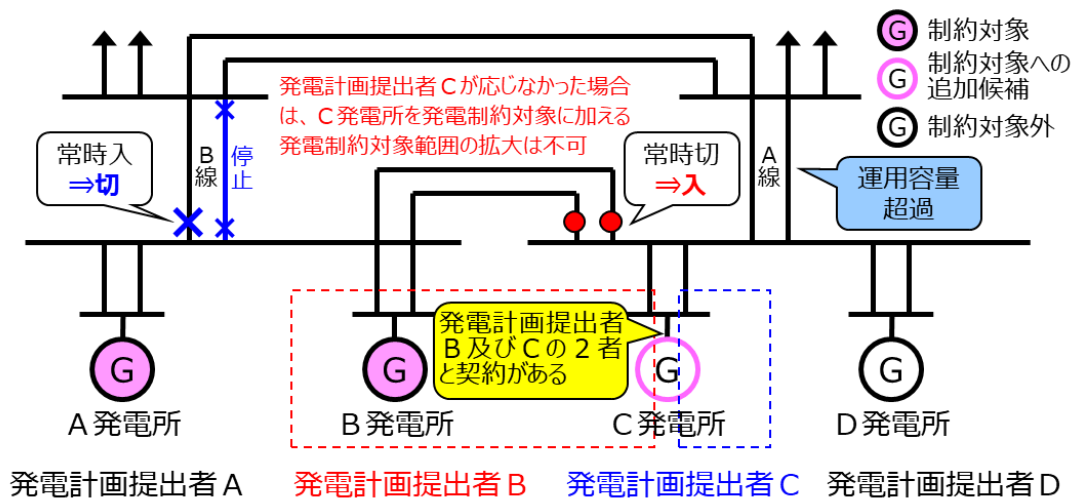 G 制約対象
G 制約対象への
追加候補
G 制約対象外
発電計画提出者Ｃが応じなかった場合
は、Ｃ発電所を発電制約対象に加える
発電制約対象範囲の拡大は不可
常時入
⇒切
B線
停止
常時切
⇒入
A線
運用容量
超過
発電計画提出者
Ｂ及びＣの２者
と契約がある
G
G
G
G
Ａ発電所
Ｂ発電所
Ｃ発電所
Ｄ発電所
発電計画提出者Ａ
発電計画提出者Ｂ
発電計画提出者Ｃ
発電計画提出者Ｄ